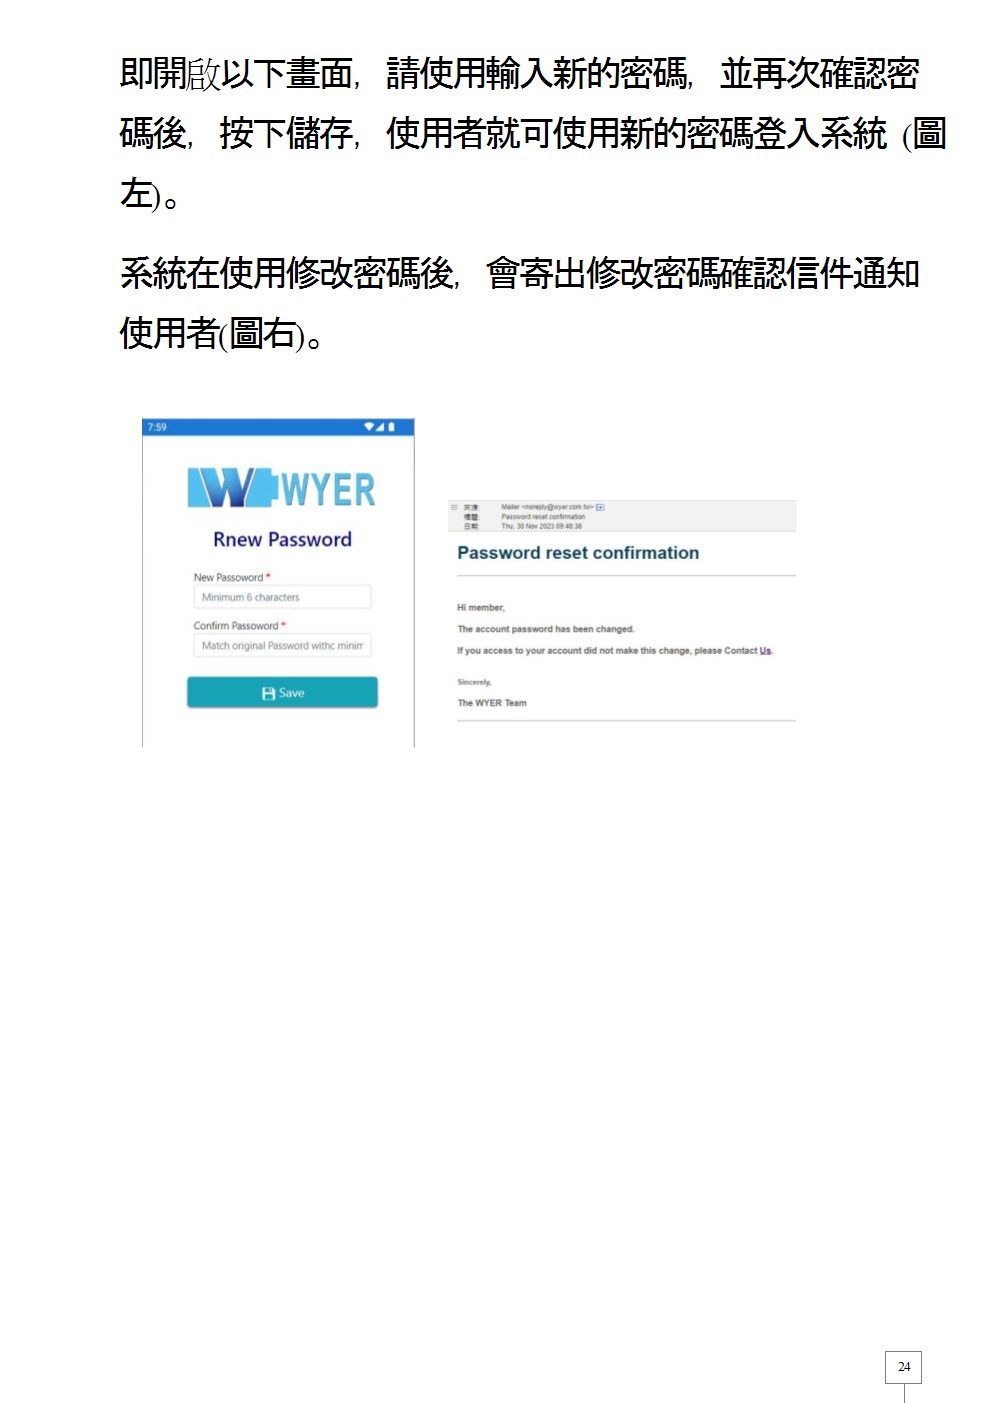 即開啟以下畫面，請使用輸入新的密碼，並再次確認密
碼後，按下儲存，使用者就可使用新的密碼登入系統 (圖
左)。
系統在使用修改密碼後，會寄出修改密碼確認信件通知
使用者(圖右)。
7:59
WYER
Rnew Password
New Passoword *
Minimum 6 characters
Confirm Passoword *
Match original Password withc minim
Save
來源: Mailer <noreply@wyer.com.tw>
標題: Password reset confirmation
日期: Thu, 30 Nov 2023 09:48:38
Password reset confirmation
Hi member,
The account password has been changed.
If you access to your account did not make this change, please Contact Us.
Sincerely,
The WYER Team
24